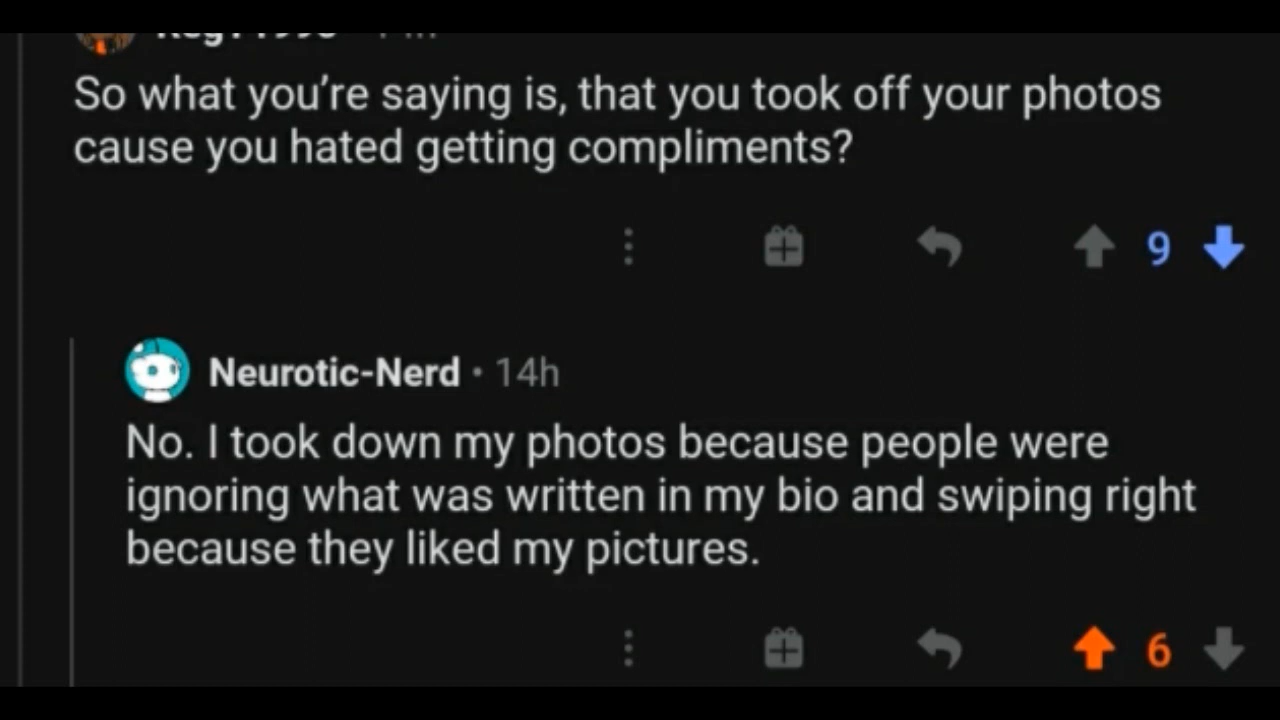 So what you’re saying is, that you took off your photos
cause you hated getting compliments?
9
Neurotic-Nerd • 14h
No. I took down my photos because people were
ignoring what was written in my bio and swiping right
because they liked my pictures.
6